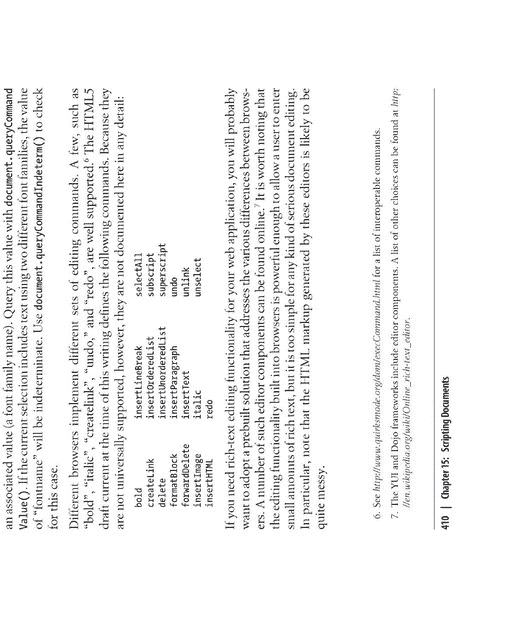 an associated value (a font family name). Query this value with document.queryCommand
Value(). If the current selection includes text using two different font families, the value
of “fontname” will be indeterminate. Use document.queryCommandIndeterm() to check
for this case.
Different browsers implement different sets of editing commands. A few, such as
“bold”, “italic”, “createlink”, “undo,” and “redo”, are well supported.6 The HTML5
draft current at the time of this writing defines the following commands. Because they
are not universally supported, however, they are not documented here in any detail:
bold insertLineBreak selectAll
createLink insertOrderedList subscript
delete insertUnorderedList superscript
formatBlock insertParagraph undo
forwardDelete insertText unlink
insertImage italic unselect
insertHTML redo
If you need rich-text editing functionality for your web application, you will probably
want to adopt a prebuilt solution that addresses the various differences between brows-
ers. A number of such editor components can be found online.7 It is worth noting that
the editing functionality built into browsers is powerful enough to allow a user to enter
small amounts of rich text, but it is too simple for any kind of serious document editing.
In particular, note that the HTML markup generated by these editors is likely to be
quite messy.
6. See http://www.quirksmode.org/dom/execCommand.html for a list of interoperable commands.
7. The YUI and Dojo frameworks include editor components. A list of other choices can be found at http:
//en.wikipedia.org/wiki/Online_rich-text_editor.
410 | Chapter 15: Scripting Documents